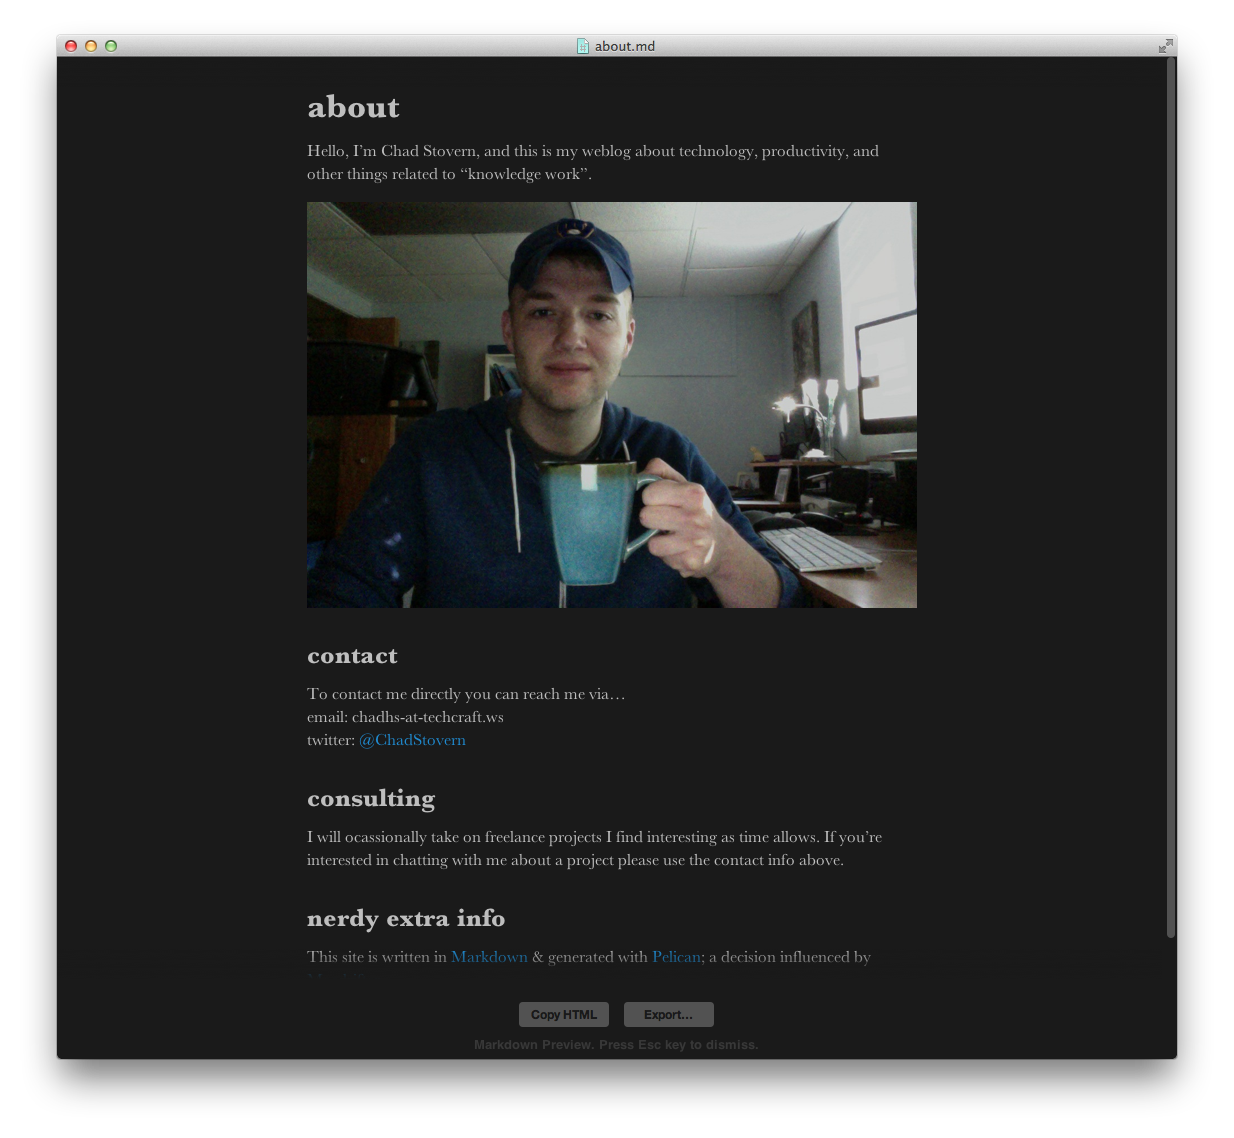 about.md
about
Hello, I’m Chad Stovern, and this is my weblog about technology, productivity, and
other things related to “knowledge work”.
contact
To contact me directly you can reach me via…
email: chadhs-at-techcraft.ws
twitter: @ChadStovern
consulting
I will ocassionally take on freelance projects I find interesting as time allows. If you’re
interested in chatting with me about a project please use the contact info above.
nerdy extra info
This site is written in Markdown & generated with Pelican; a decision influenced by
Copy HTML
Export...
Markdown Preview. Press Esc key to dismiss.